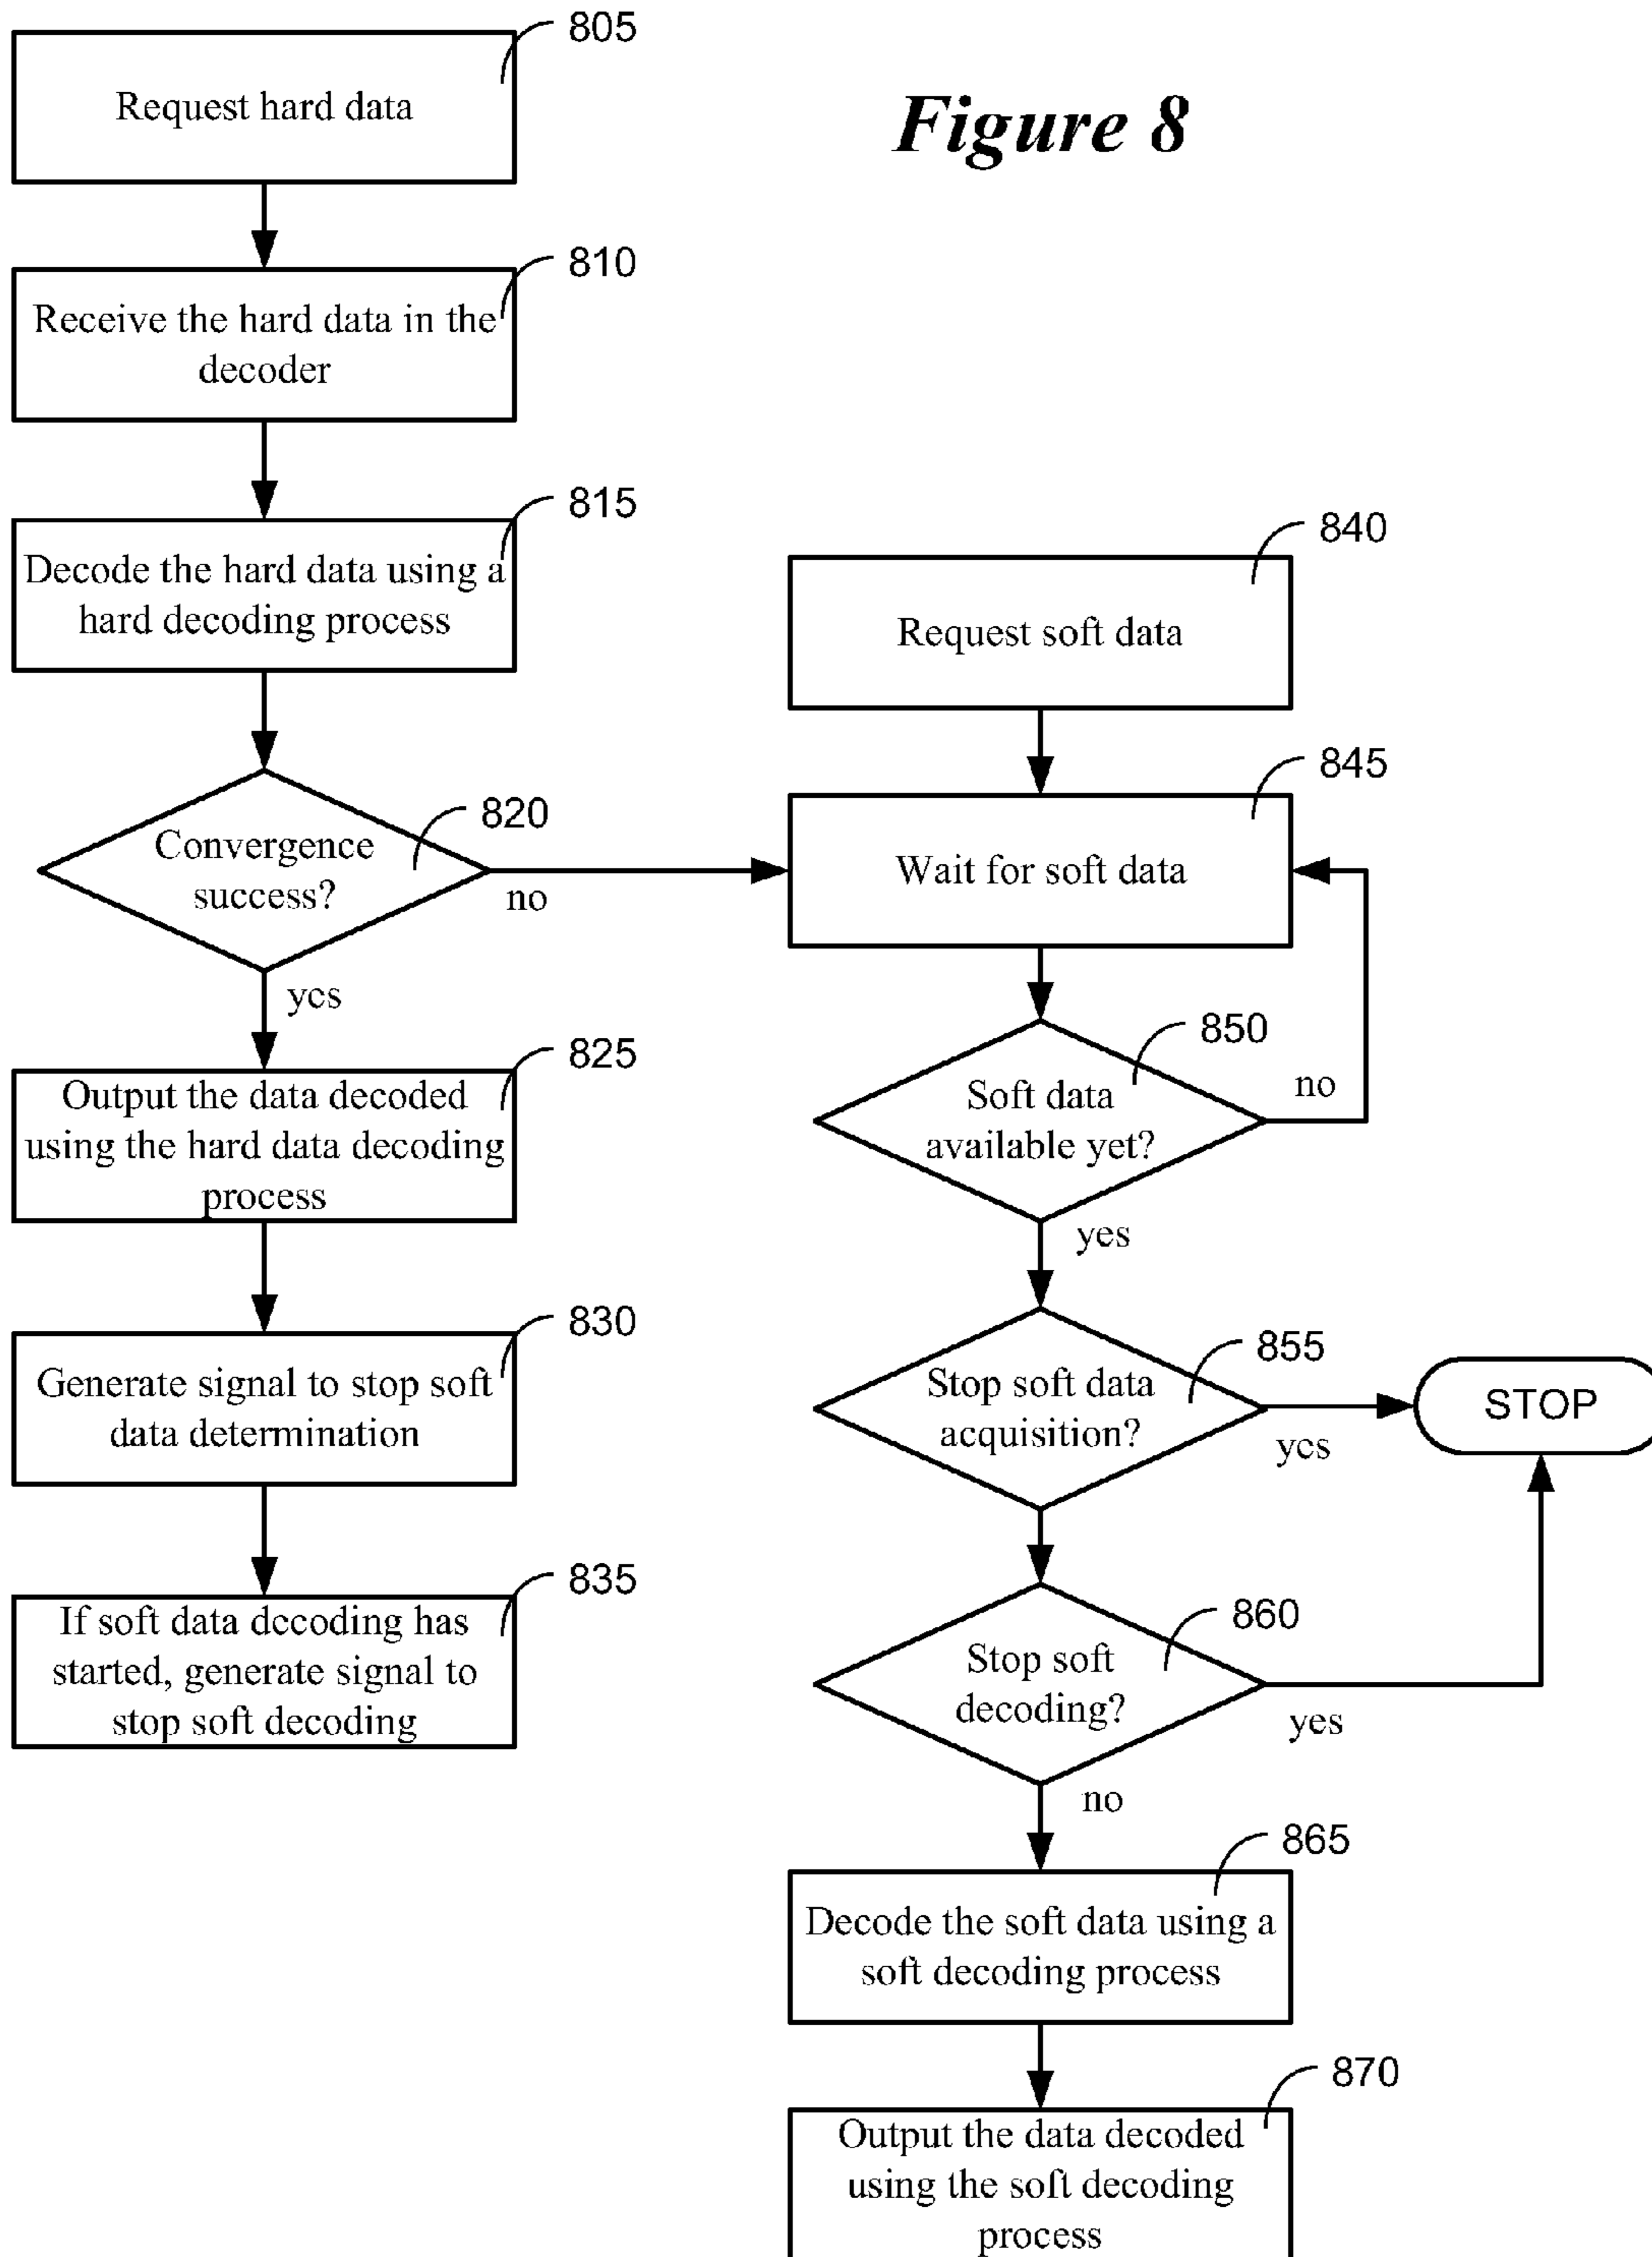 Figure 8
805
Request hard data
810
Receive the hard data in the
decoder
815
Decode the hard data using a
hard decoding process
820
Convergence
success?
no
yes
825
Output the data decoded
using the hard data decoding
process
830
Generate signal to stop soft
data determination
835
If soft data decoding has
started, generate signal to
stop soft decoding
840
Request soft data
845
Wait for soft data
850
Soft data
available yet?
no
yes
855
Stop soft data
acquisition?
yes
STOP
860
Stop soft
decoding?
yes
no
865
Decode the soft data using a
soft decoding process
870
Output the data decoded
using the soft decoding
process